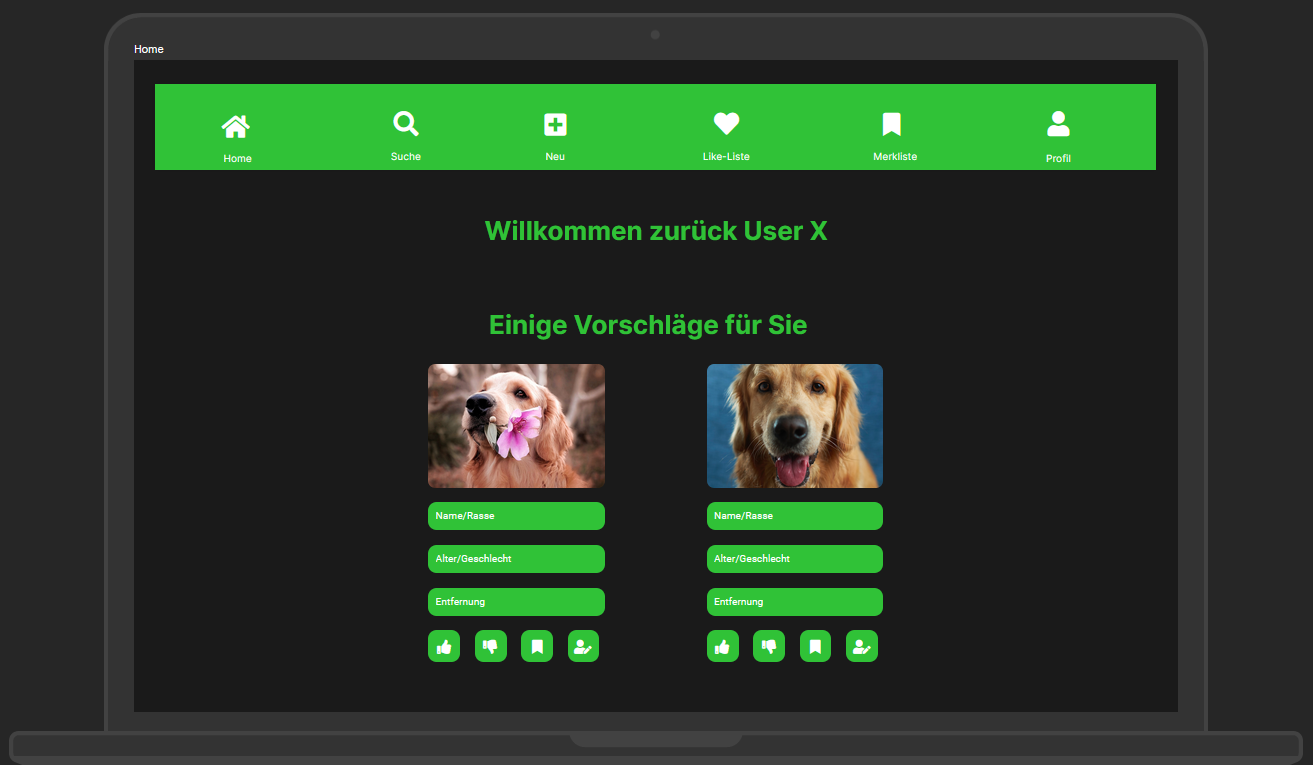 Home
Home Suche Neu Like-Liste Merkliste Profil
Willkommen zurück User X
Einige Vorschläge für Sie
Name/Rasse Name/Rasse
Alter/Geschlecht Alter/Geschlecht
Entfernung Entfernung